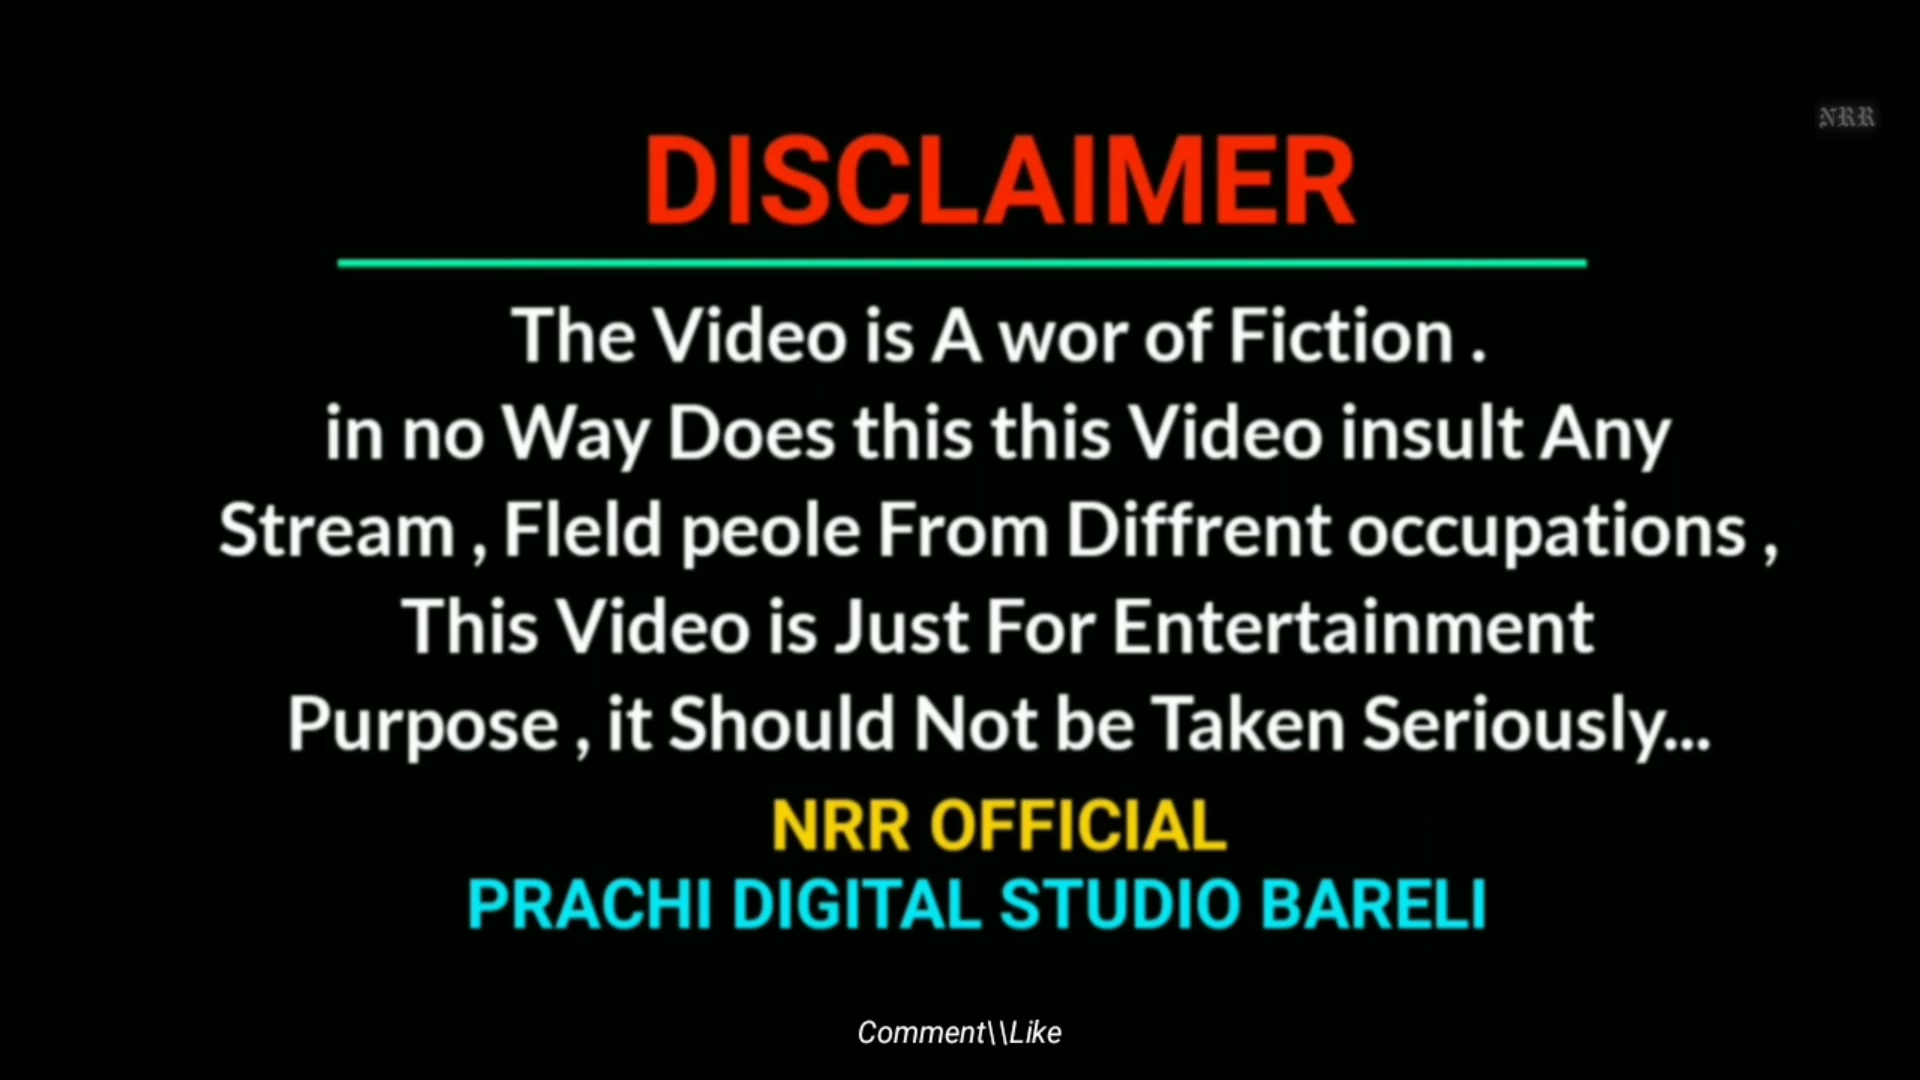 NRR
DISCLAIMER
The Video is A wor of Fiction .
in no Way Does this this Video insult Any
Stream , Fleld peole From Diffrent occupations ,
This Video is Just For Entertainment
Purpose , it Should Not be Taken Seriously...
NRR OFFICIAL
PRACHI DIGITAL STUDIO BARELI
Comment\\Like